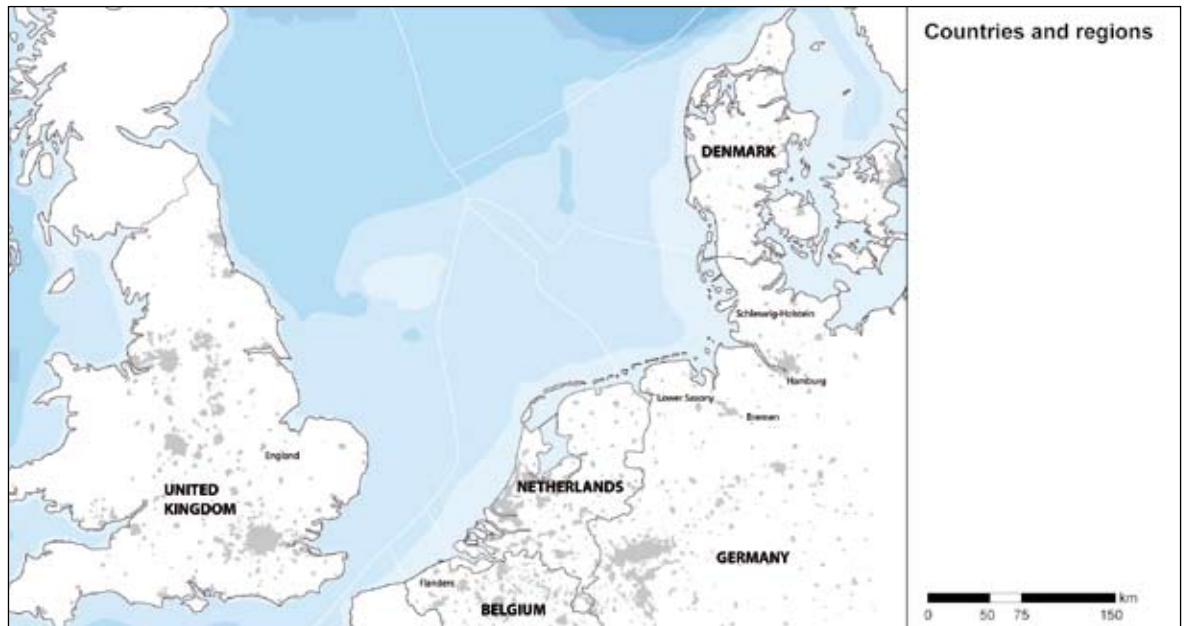 Countries and regions
DENMARK
Schleswig-Holstein
Hamburg
Lower Saxony
Bremen
England
UNITED
KINGDOM
NETHERLANDS
GERMANY
Flanders
BELGIUM
km
0 50 75 150